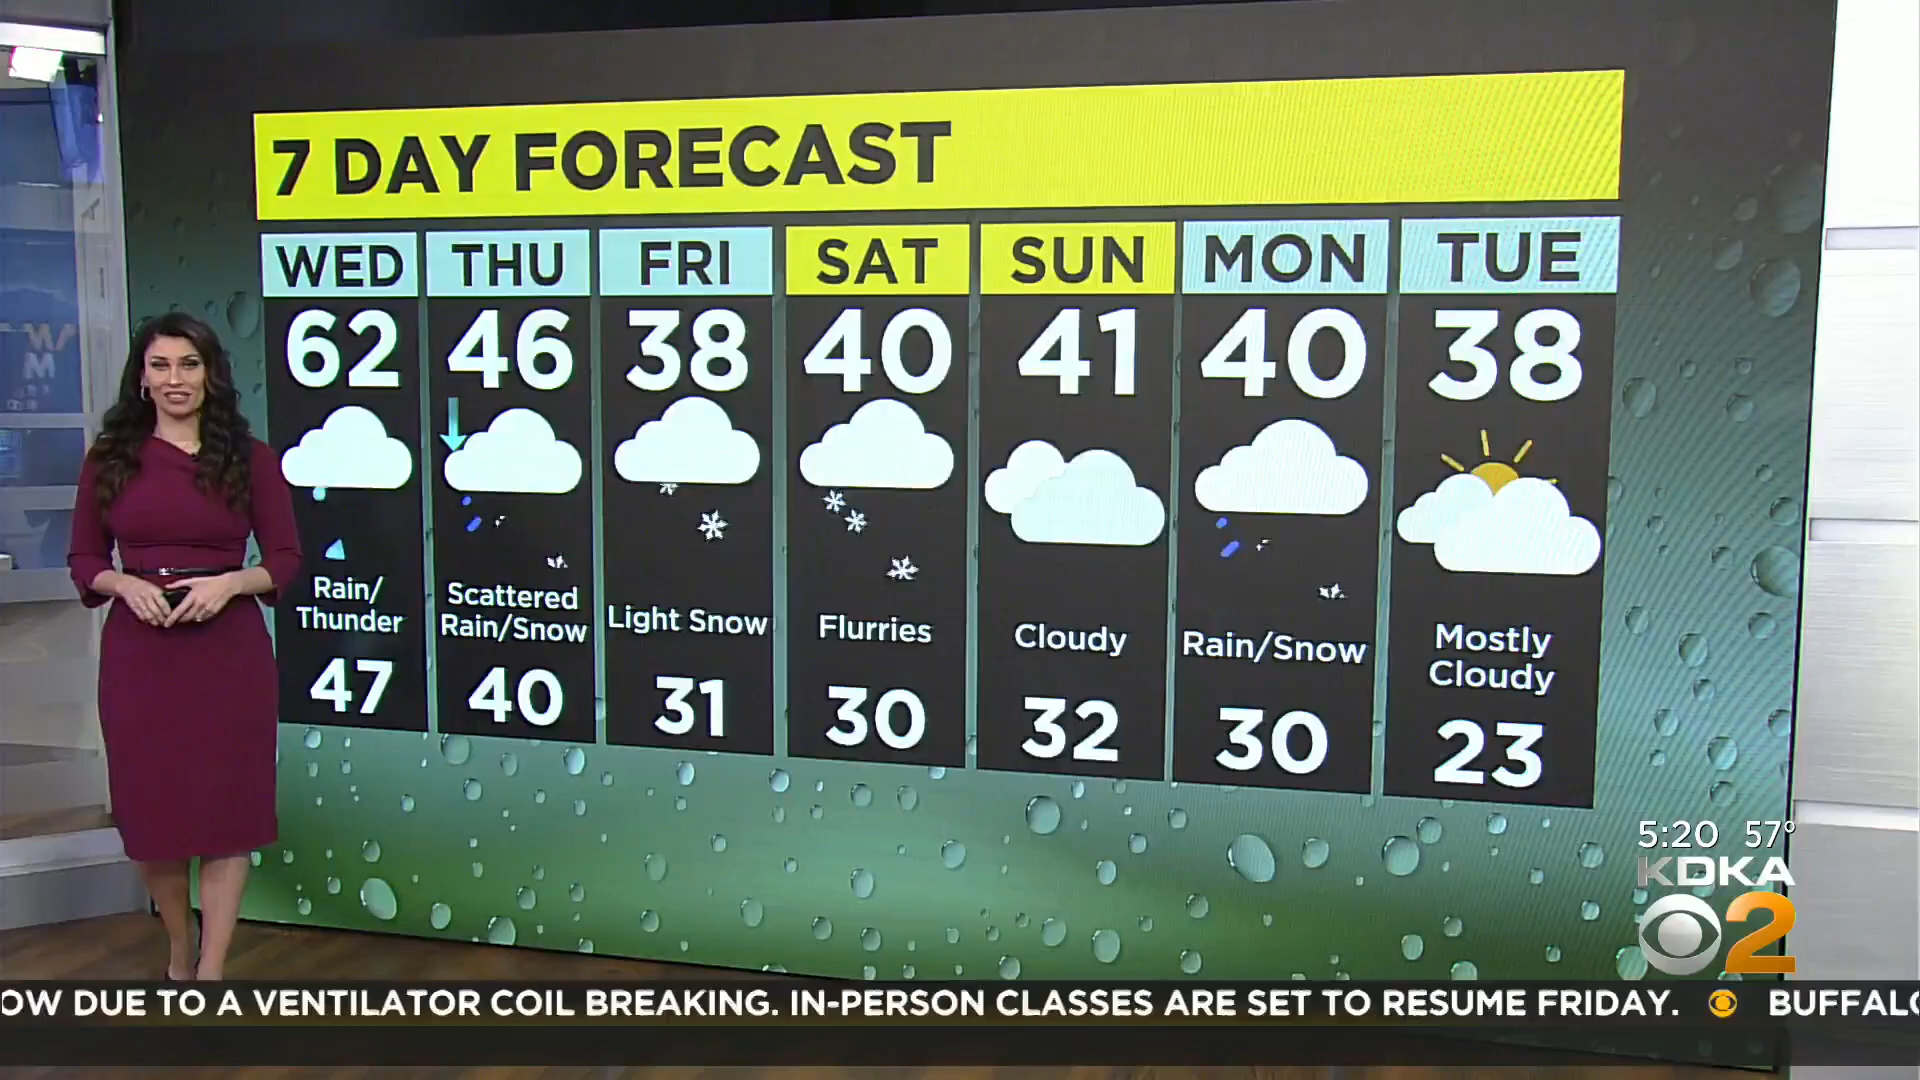 7 DAY FORECAST
WED THU FRI SAT SUN MON TUE
62 46 38 40 41 40 38
Rain/
Thunder
Scattered
Rain/Snow
Light Snow
Flurries
Cloudy
Rain/Snow
Mostly
Cloudy
47 40 31 30 32 30 23
5:20 57°
KDKA
2
OW DUE TO A VENTILATOR COIL BREAKING. IN-PERSON CLASSES ARE SET TO RESUME FRIDAY. BUFFALO